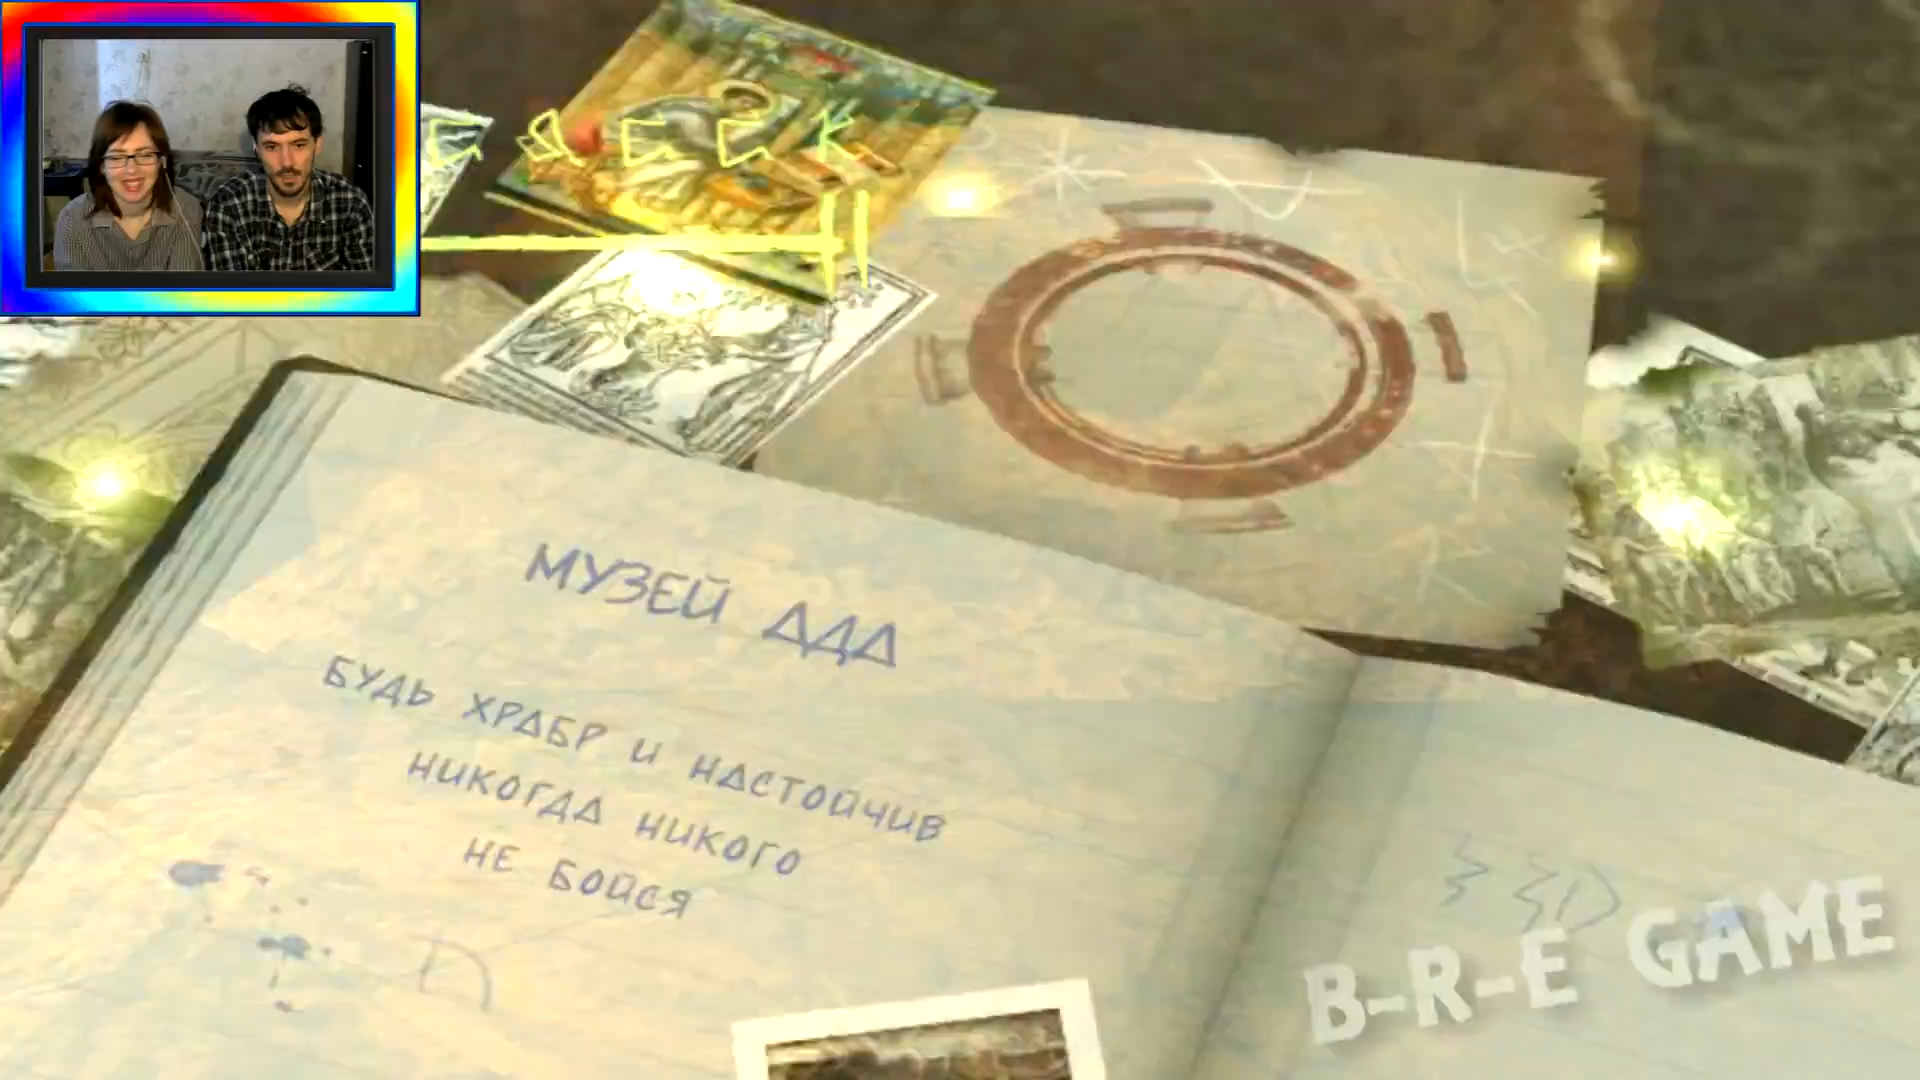 МУЗЕЙ ДДД
БУДЬ ХРАБР И НАСТОЙЧИВ
НИКОГДА НИКОГО
НЕ БОЙСЯ
B-R-E GAME